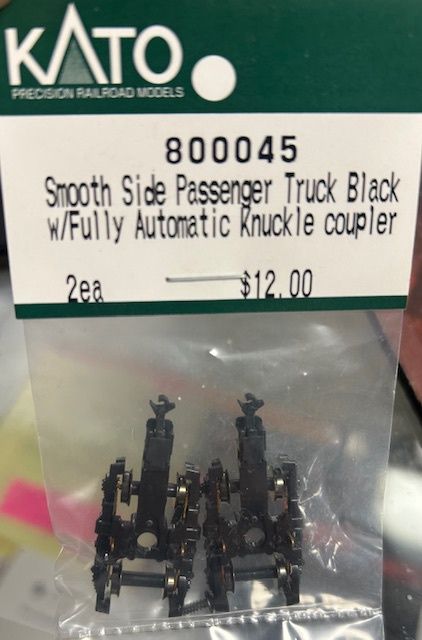 KATO
PRECISION RAILROAD MODELS
800045
Smooth Side Passenger Truck Black
w/Fully Automatic Knuckle coupler
2ea $12.00